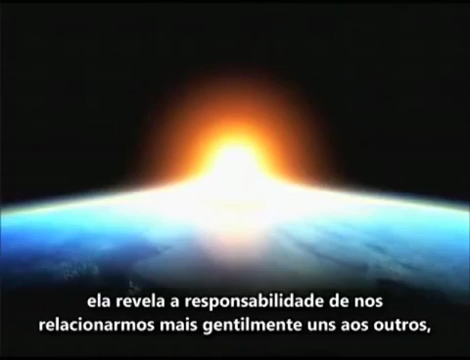 ela revela a responsabilidade de nos
relacionarmos mais gentilmente uns aos outros,